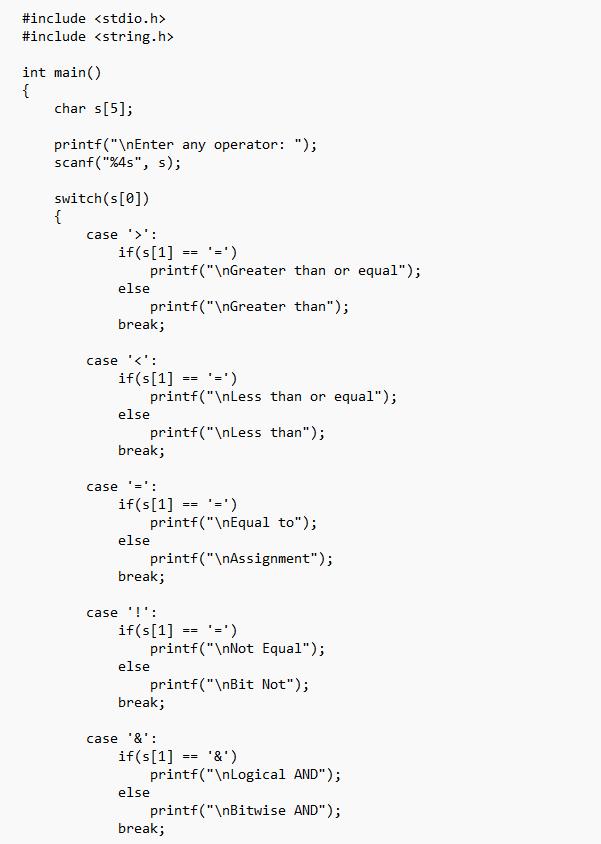 #include <stdio.h>
#include <string.h>

int main()
{
    char s[5];

    printf("\nEnter any operator: ");
    scanf("%4s", s);

    switch(s[0])
    {
        case '>':
            if(s[1] == '=')
                printf("\nGreater than or equal");
            else
                printf("\nGreater than");
            break;

        case '<':
            if(s[1] == '=')
                printf("\nLess than or equal");
            else
                printf("\nLess than");
            break;

        case '=':
            if(s[1] == '=')
                printf("\nEqual to");
            else
                printf("\nAssignment");
            break;

        case '!':
            if(s[1] == '=')
                printf("\nNot Equal");
            else
                printf("\nBit Not");
            break;

        case '&':
            if(s[1] == '&')
                printf("\nLogical AND");
            else
                printf("\nBitwise AND");
            break;